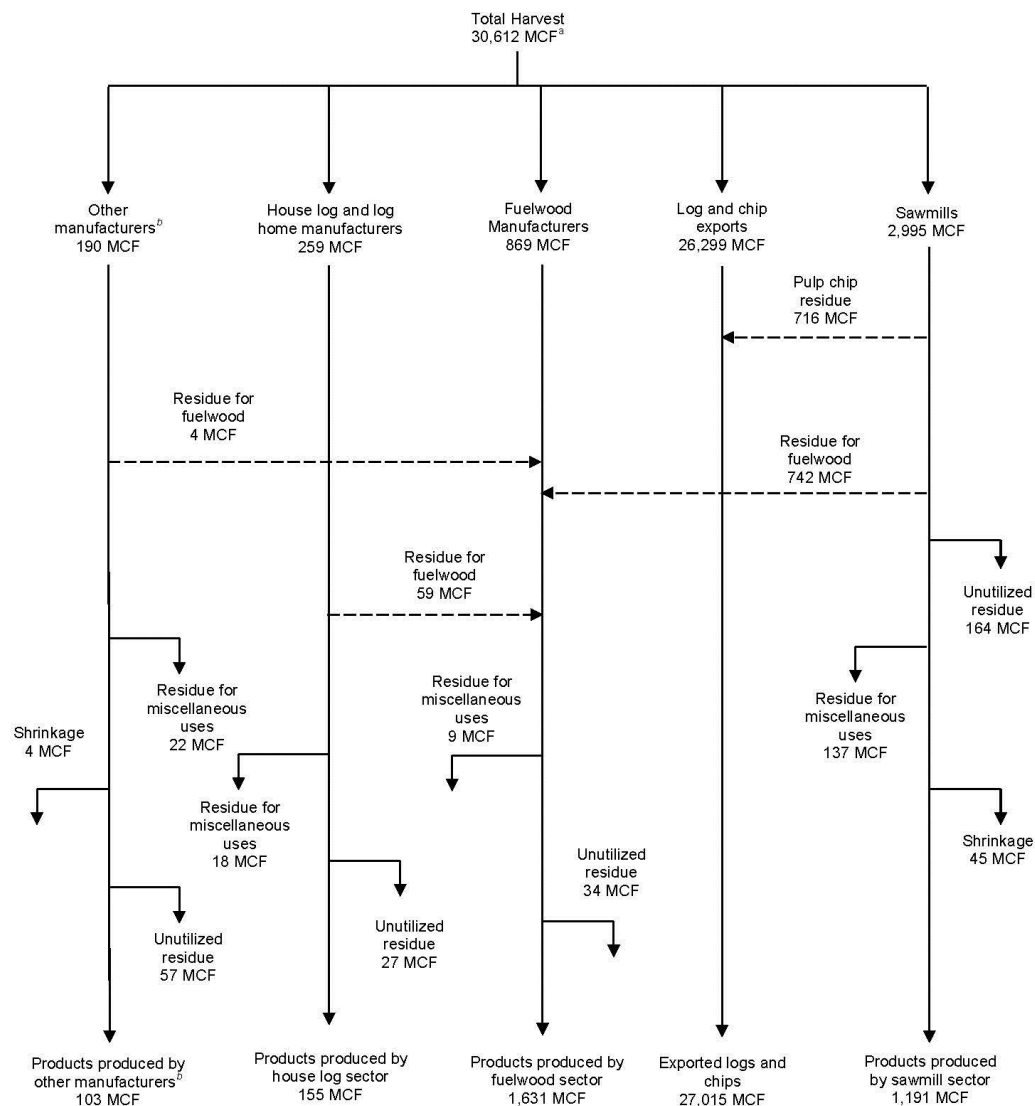 Total Harvest
30,612 MCFa
Other
manufacturersb
190 MCF
House log and log
home manufacturers
259 MCF
Fuelwood
Manufacturers
869 MCF
Log and chip
exports
26,299 MCF
Sawmills
2,995 MCF
Pulp chip
residue
716 MCF
Residue for
fuelwood
4 MCF
Residue for
fuelwood
742 MCF
Residue for
fuelwood
59 MCF
Unutilized
residue
164 MCF
Residue for
miscellaneous
uses
22 MCF
Residue for
miscellaneous
uses
9 MCF
Residue for
miscellaneous
uses
137 MCF
Shrinkage
4 MCF
Residue for
miscellaneous
uses
18 MCF
Shrinkage
45 MCF
Unutilized
residue
34 MCF
Unutilized
residue
57 MCF
Unutilized
residue
27 MCF
Products produced by
other manufacturersb
103 MCF
Products produced by
house log sector
155 MCF
Products produced by
fuelwood sector
1,631 MCF
Exported logs and
chips
27,015 MCF
Products produced
by sawmill sector
1,191 MCF